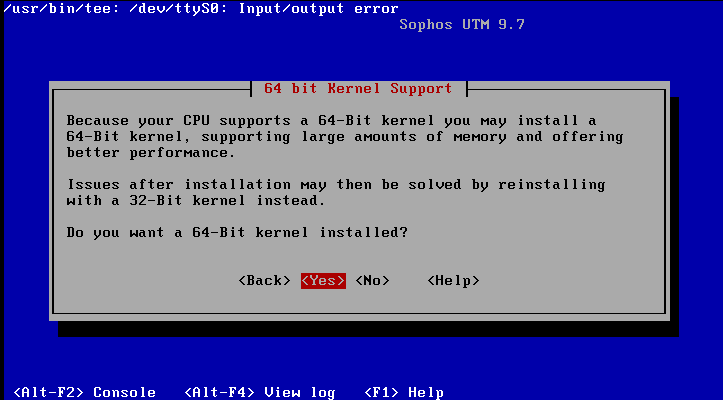 /usr/bin/tee: /dev/ttyS0: Input/output error
Sophos UTM 9.7
64 bit Kernel Support
Because your CPU supports a 64-Bit kernel you may install a
64-Bit kernel, supporting large amounts of memory and offering
better performance.
Issues after installation may then be solved by reinstalling
with a 32-Bit kernel instead.
Do you want a 64-Bit kernel installed?
<Back> <Yes> <No> <Help>
<Alt-F2> Console <Alt-F4> View log <F1> Help